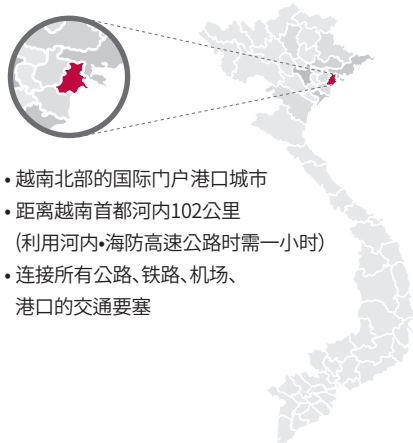 • 越南北部的国际门户港口城市
• 距离越南首都河内102公里
(利用河内•海防高速公路时需一小时)
• 连接所有公路、铁路、机场、
港口的交通要塞